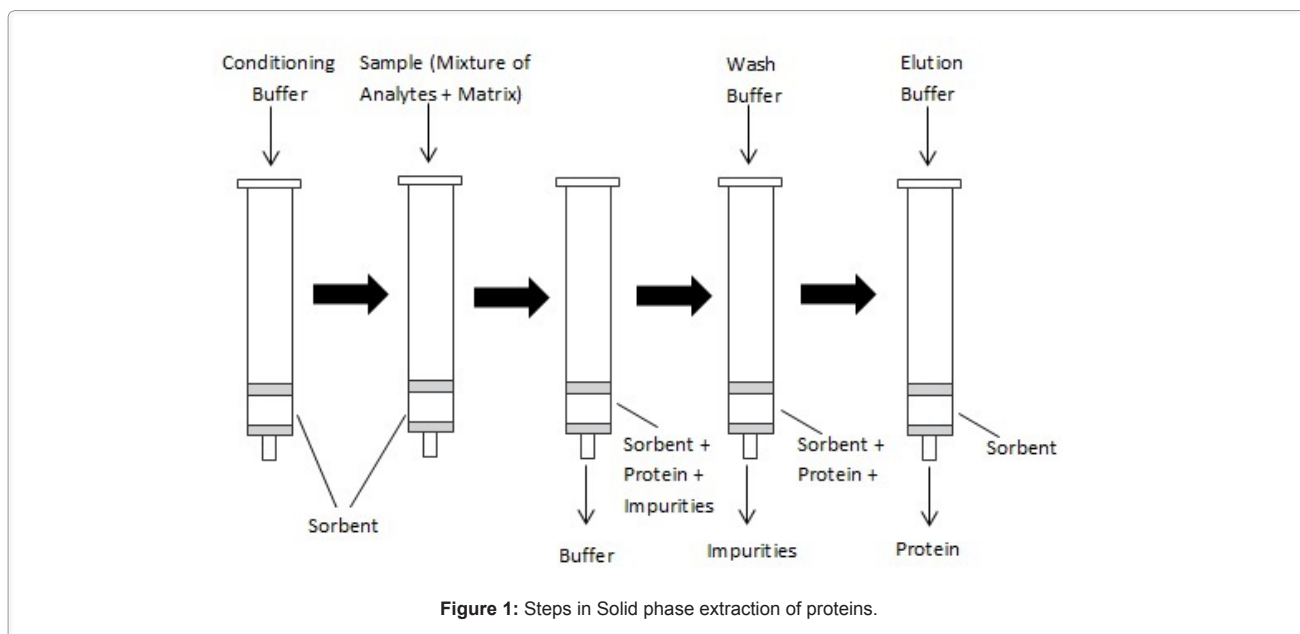 Conditioning
Buffer
Sample (Mixture of
Analytes + Matrix)
Wash
Buffer
Elution
Buffer
Sorbent
Sorbent +
Protein +
Impurities
Buffer
Sorbent +
Protein +
Impurities
Sorbent
Protein
Figure 1: Steps in Solid phase extraction of proteins.